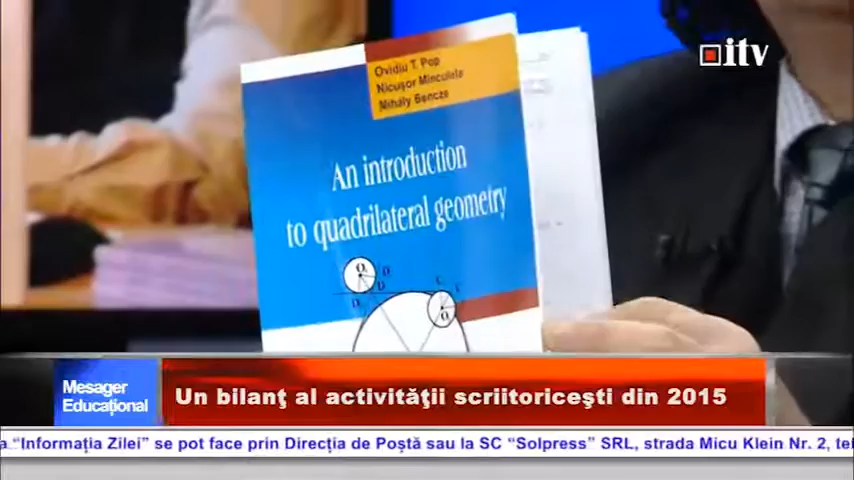 itv
Ovidiu T. Pop
Nicuşor Minculete
Mihály Bencze
An introduction
to quadrilateral geometry
O D
D
D
C
O
Mesager
Educaţional
Un bilanţ al activităţii scriitoriceşti din 2015
a "Informaţia Zilei" se pot face prin Direcţia de Poştă sau la SC "Solpress" SRL, strada Micu Klein Nr. 2, tel